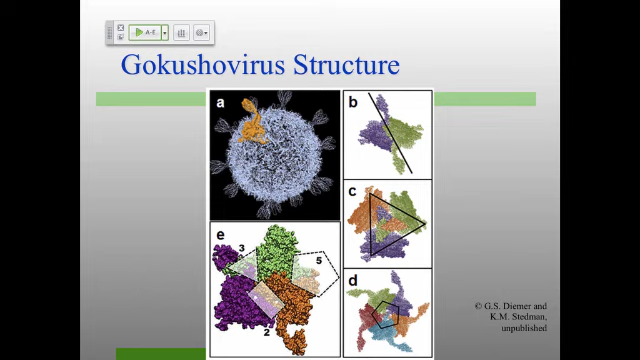 A-E
Gokushovirus Structure
a
b
c
d
e
3
5
2
© G.S. Diemer and
K.M. Stedman,
unpublished